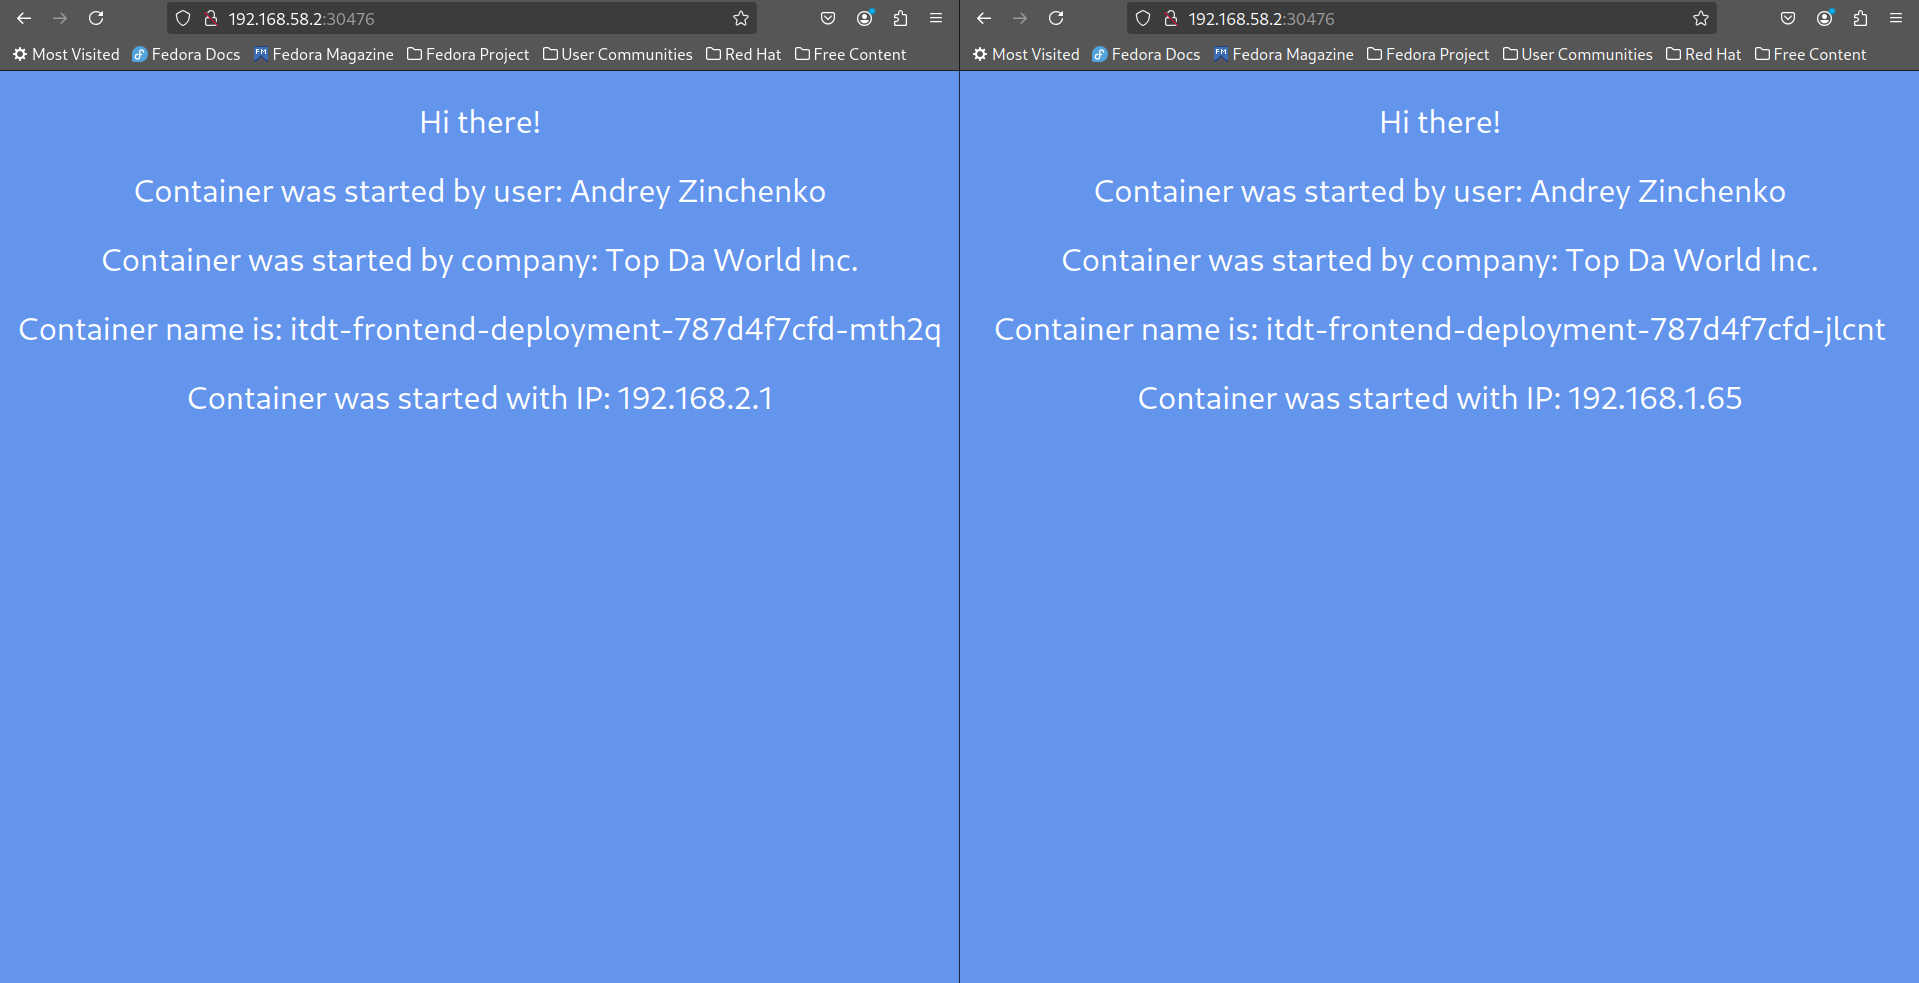 192.168.58.2:30476
Most Visited Fedora Docs FM Fedora Magazine Fedora Project User Communities Red Hat Free Content
Hi there!
Container was started by user: Andrey Zinchenko
Container was started by company: Top Da World Inc.
Container name is: itdt-frontend-deployment-787d4f7cfd-mth2q
Container was started with IP: 192.168.2.1
192.168.58.2:30476
Most Visited Fedora Docs FM Fedora Magazine Fedora Project User Communities Red Hat Free Content
Hi there!
Container was started by user: Andrey Zinchenko
Container was started by company: Top Da World Inc.
Container name is: itdt-frontend-deployment-787d4f7cfd-jlcnt
Container was started with IP: 192.168.1.65